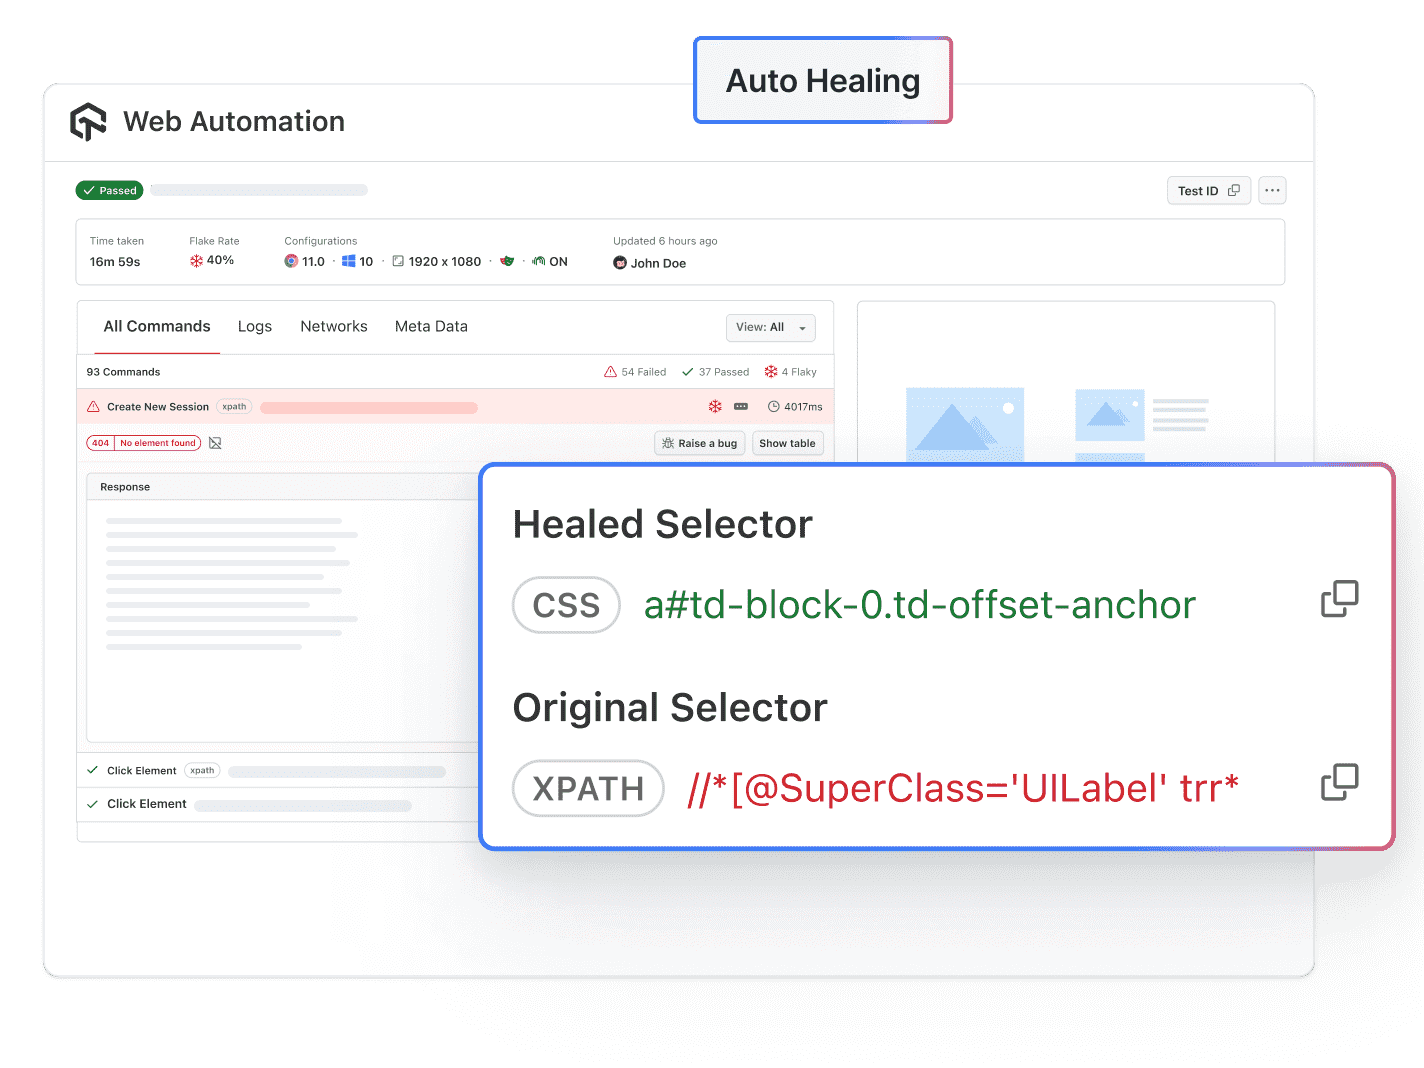 Auto Healing
Web Automation
Passed
Test ID
Time taken
16m 59s
Flake Rate
40%
Configurations
11.0 · 10 · 1920 x 1080 · · ON
Updated 6 hours ago
John Doe
All Commands Logs Networks Meta Data
View: All
93 Commands
54 Failed 37 Passed 4 Flaky
Create New Session xpath 4017ms
404 No element found
Raise a bug Show table
Response
Healed Selector
CSS a#td-block-0.td-offset-anchor
Original Selector
XPATH //*[@SuperClass='UILabel' trr*
Click Element xpath
Click Element